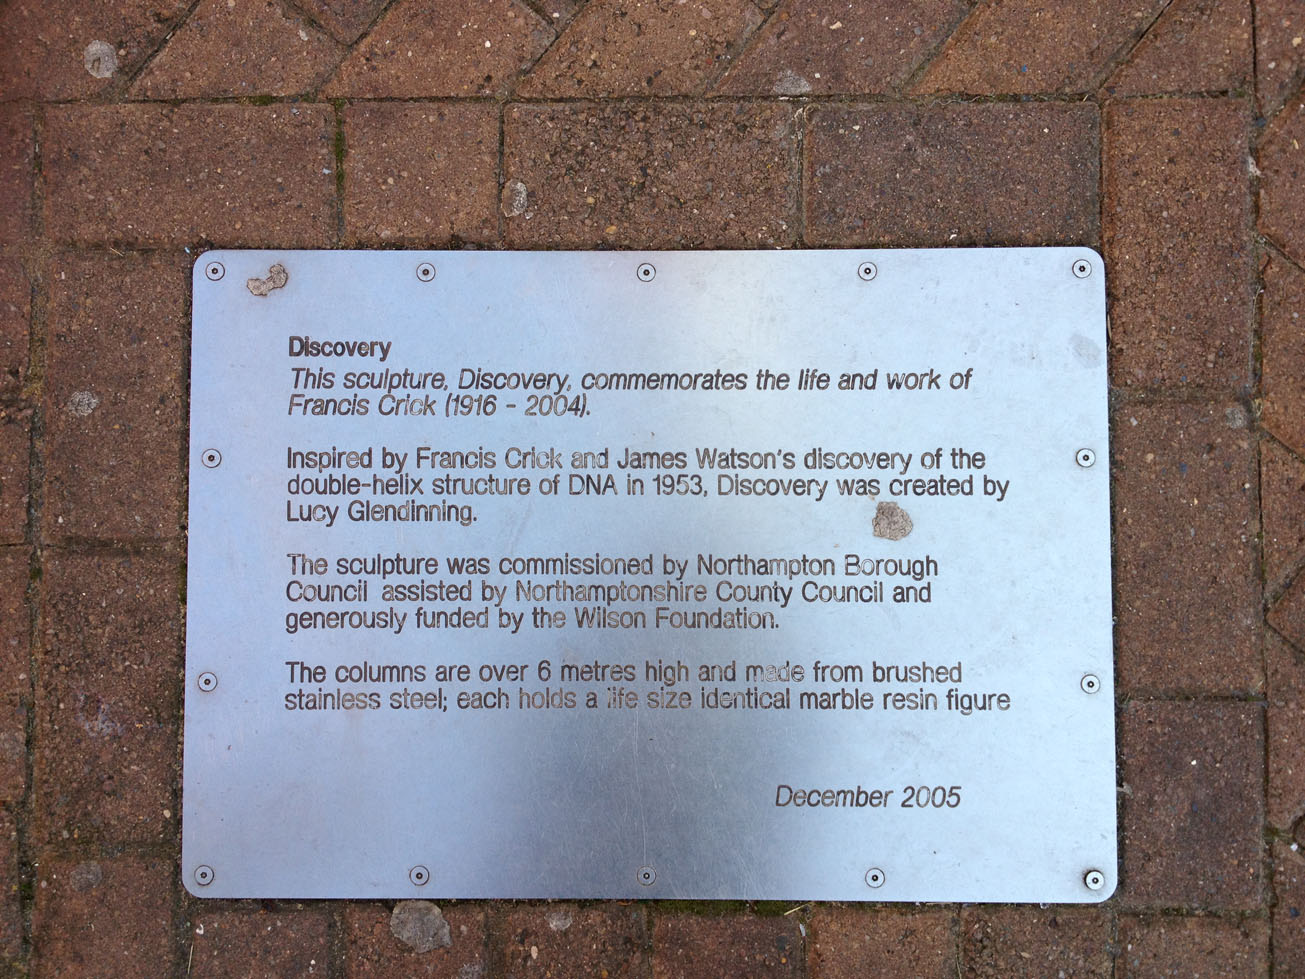 Discovery
This sculpture, Discovery, commemorates the life and work of
Francis Crick (1916 - 2004).
Inspired by Francis Crick and James Watson's discovery of the
double-helix structure of DNA in 1953, Discovery was created by
Lucy Glendinning.
The sculpture was commissioned by Northampton Borough
Council assisted by Northamptonshire County Council and
generously funded by the Wilson Foundation.
The columns are over 6 metres high and made from brushed
stainless steel; each holds a life size identical marble resin figure
December 2005